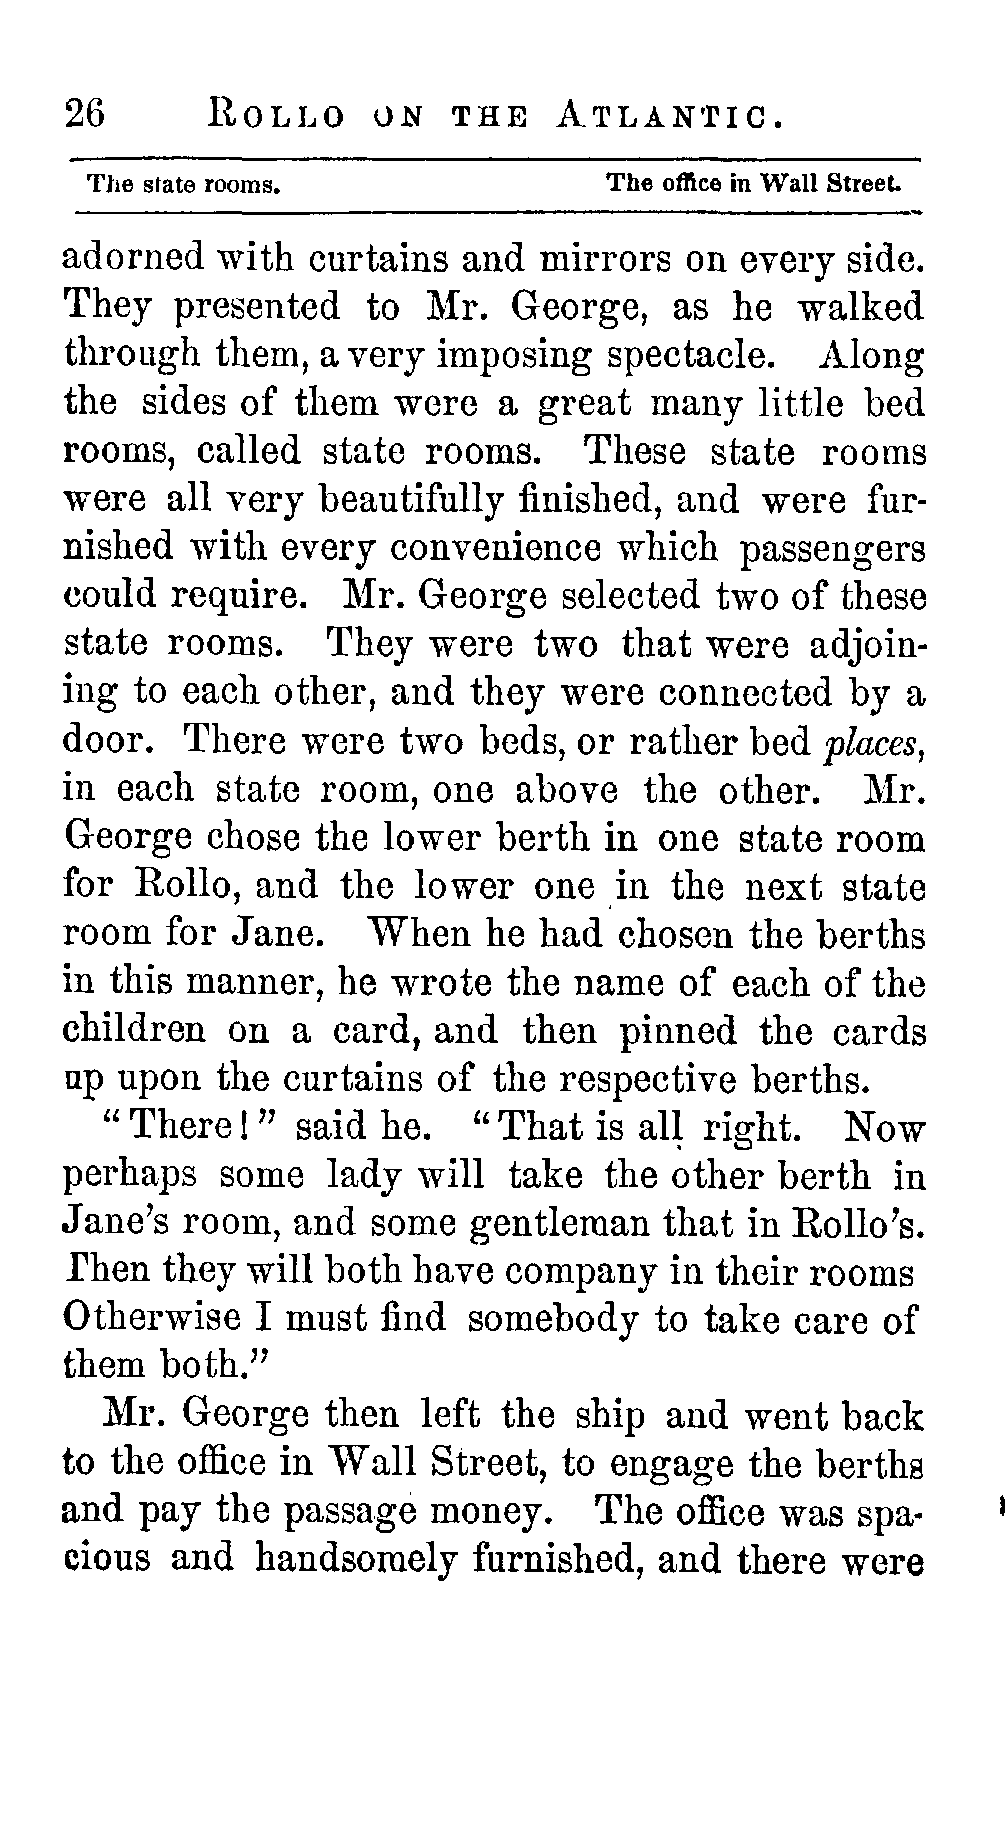 26 ROLLO ON THE ATLANTIC.
The state rooms. The office in Wall Street.
adorned with curtains and mirrors on every side.
They presented to Mr. George, as he walked
through them, a very imposing spectacle. Along
the sides of them were a great many little bed
rooms, called state rooms. These state rooms
were all very beautifully finished, and were fur-
nished with every convenience which passengers
could require. Mr. George selected two of these
state rooms. They were two that were adjoin-
ing to each other, and they were connected by a
door. There were two beds, or rather bed places,
in each state room, one above the other. Mr.
George chose the lower berth in one state room
for Rollo, and the lower one in the next state
room for Jane. When he had chosen the berths
in this manner, he wrote the name of each of the
children on a card, and then pinned the cards
up upon the curtains of the respective berths.
“There!” said he. “That is all right. Now
perhaps some lady will take the other berth in
Jane’s room, and some gentleman that in Rollo’s.
Then they will both have company in their rooms
Otherwise I must find somebody to take care of
them both.”
Mr. George then left the ship and went back
to the office in Wall Street, to engage the berths
and pay the passage money. The office was spa-
cious and handsomely furnished, and there were